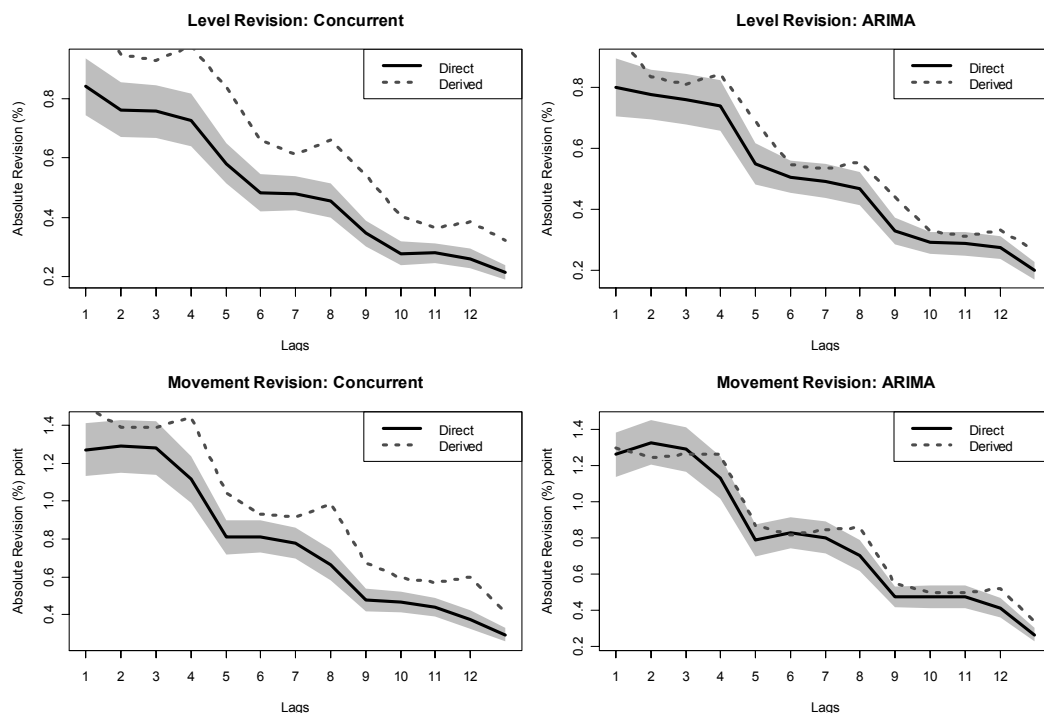 Level Revision: Concurrent
Absolute Revision (%)
0.8
0.6
0.4
0.2
Direct
Derived
1 2 3 4 5 6 7 8 9 10 11 12
Lags
Level Revision: ARIMA
Absolute Revision (%)
0.8
0.6
0.4
0.2
Direct
Derived
1 2 3 4 5 6 7 8 9 10 11 12
Lags
Movement Revision: Concurrent
Absolute Revision (%) point
1.4
1.2
1.0
0.8
0.6
0.4
Direct
Derived
1 2 3 4 5 6 7 8 9 10 11 12
Lags
Movement Revision: ARIMA
Absolute Revision (%) point
1.4
1.2
1.0
0.8
0.6
0.4
0.2
Direct
Derived
1 2 3 4 5 6 7 8 9 10 11 12
Lags